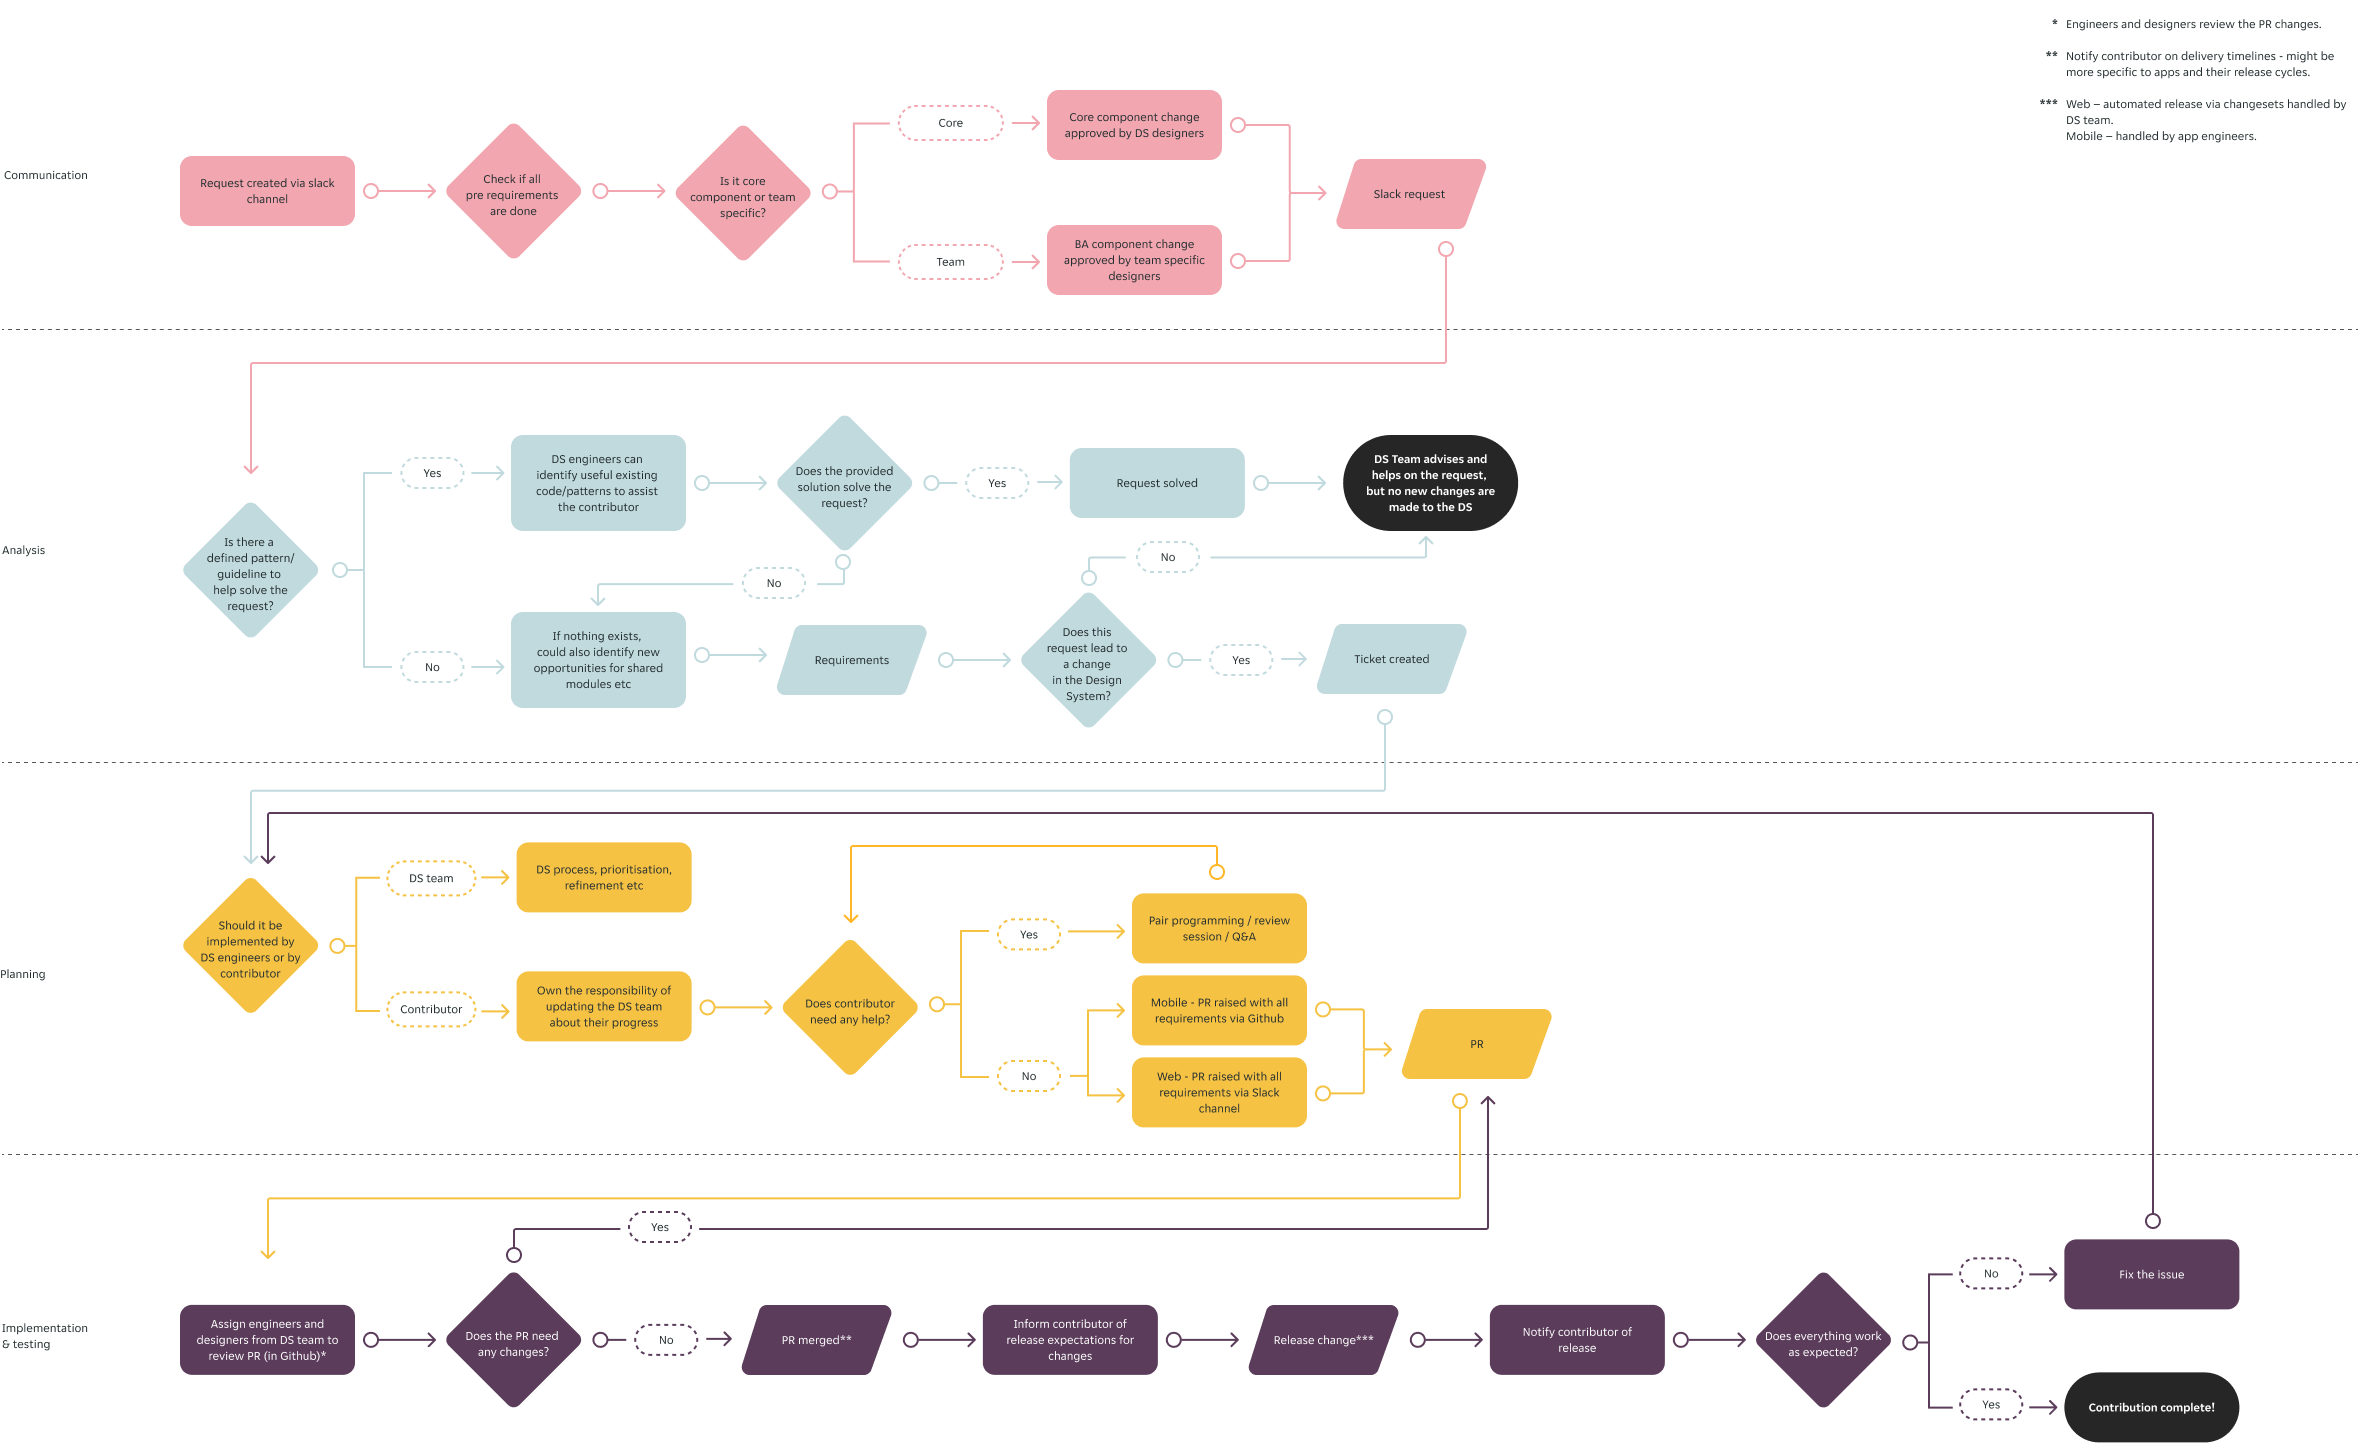 * Engineers and designers review the PR changes.
** Notify contributor on delivery timelines - might be
more specific to apps and their release cycles.
*** Web – automated release via changesets handled by
DS team.
Mobile – handled by app engineers.
Communication
Request created via slack
channel
Check if all
pre requirements
are done
Is it core
component or team
specific?
Core
Core component change
approved by DS designers
Team
BA component change
approved by team specific
designers
Slack request
Analysis
Is there a
defined pattern/
guideline to
help solve the
request?
Yes
DS engineers can
identify useful existing
code/patterns to assist
the contributor
Does the provided
solution solve the
request?
Yes
Request solved
DS Team advises and
helps on the request,
but no new changes are
made to the DS
No
No
No
If nothing exists,
could also identify new
opportunities for shared
modules etc
Requirements
Does this
request lead to
a change
in the Design
System?
Yes
Ticket created
Planning
Should it be
implemented by
DS engineers or by
contributor
DS team
DS process, prioritisation,
refinement etc
Contributor
Own the responsibility of
updating the DS team
about their progress
Does contributor
need any help?
Yes
Pair programming / review
session / Q&A
No
Mobile - PR raised with all
requirements via Github
Web - PR raised with all
requirements via Slack
channel
PR
Implementation
& testing
Assign engineers and
designers from DS team to
review PR (in Github)*
Does the PR need
any changes?
Yes
No
PR merged**
Inform contributor of
release expectations for
changes
Release change***
Notify contributor of
release
Does everything work
as expected?
No
Fix the issue
Yes
Contribution complete!